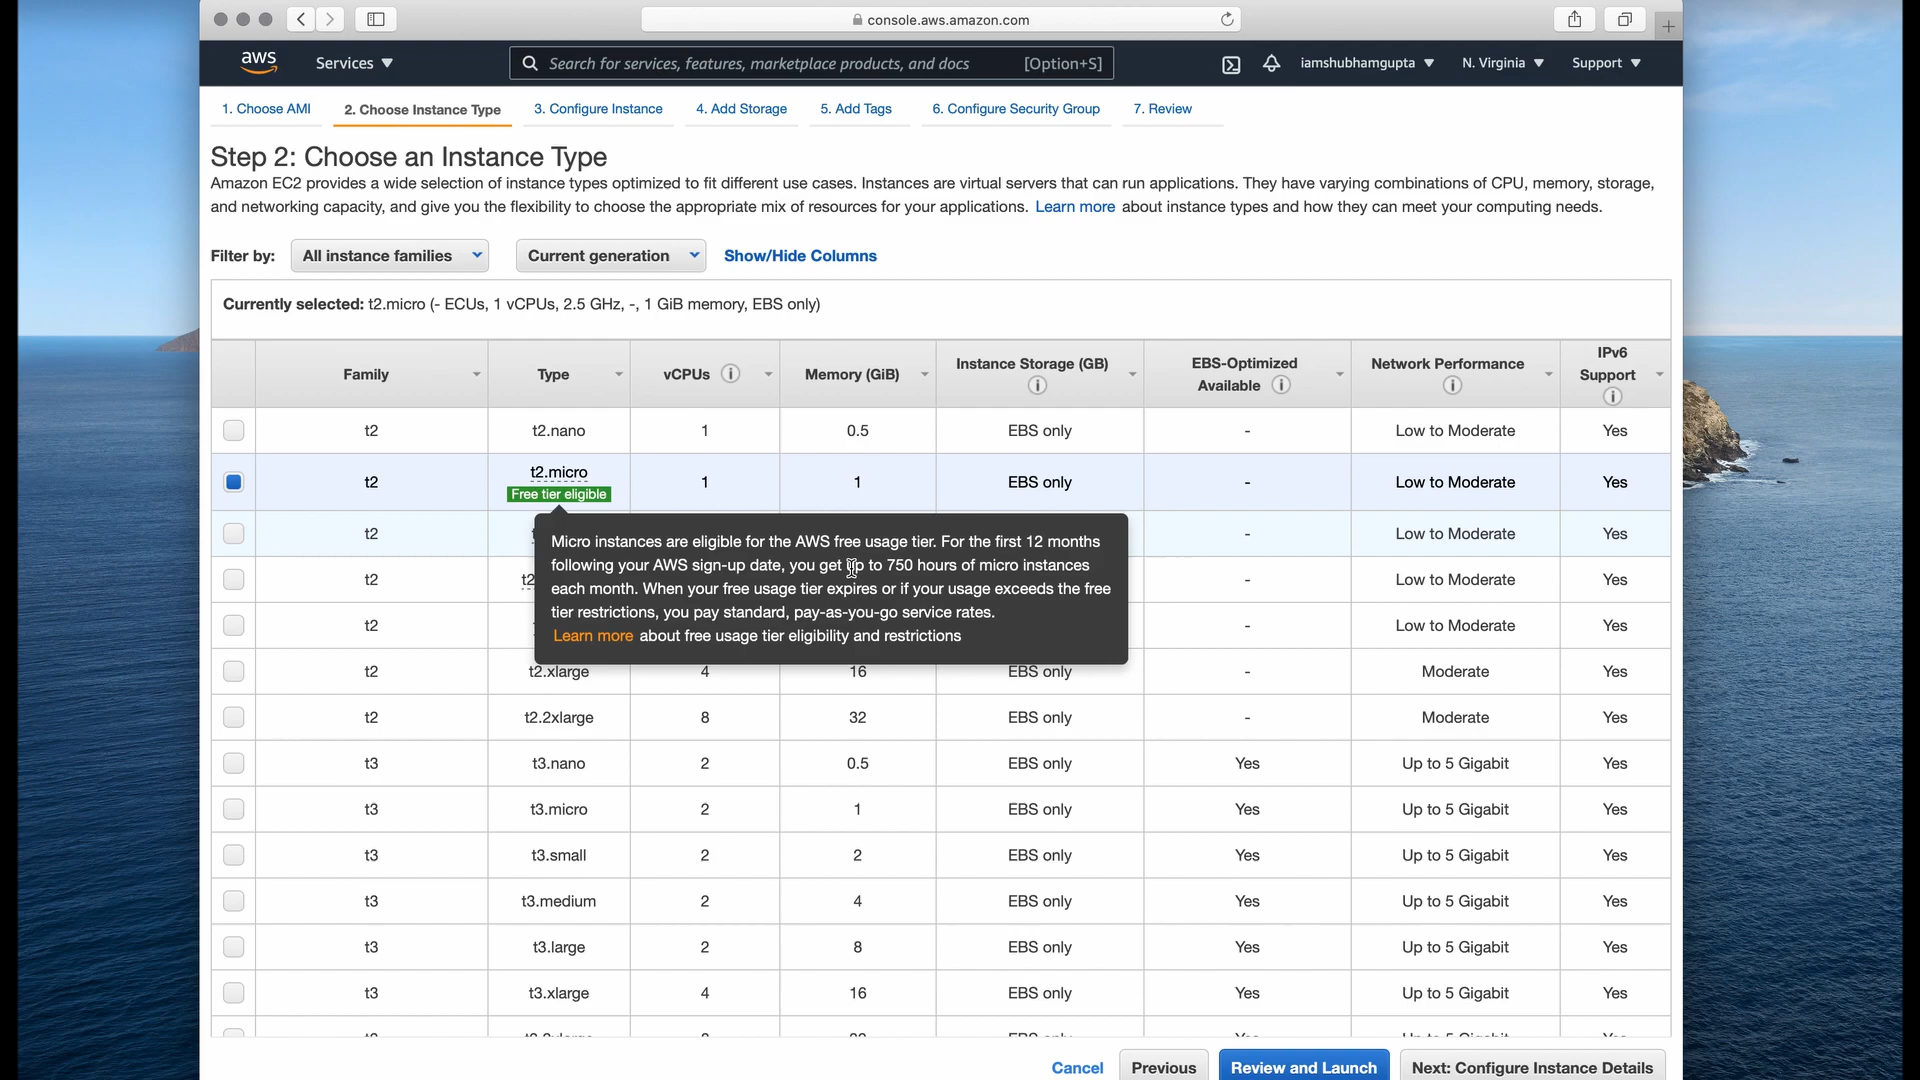 console.aws.amazon.com
aws
Services
Search for services, features, marketplace products, and docs
[Option+S]
iamshubhamgupta
N. Virginia
Support
1. Choose AMI
2. Choose Instance Type
3. Configure Instance
4. Add Storage
5. Add Tags
6. Configure Security Group
7. Review
Step 2: Choose an Instance Type
Amazon EC2 provides a wide selection of instance types optimized to fit different use cases. Instances are virtual servers that can run applications. They have varying combinations of CPU, memory, storage,
and networking capacity, and give you the flexibility to choose the appropriate mix of resources for your applications. Learn more about instance types and how they can meet your computing needs.
Filter by: All instance families Current generation Show/Hide Columns
Currently selected: t2.micro (- ECUs, 1 vCPUs, 2.5 GHz, -, 1 GiB memory, EBS only)
Family Type vCPUs Memory (GiB) Instance Storage (GB) EBS-Optimized Available Network Performance IPv6 Support
t2 t2.nano 1 0.5 EBS only - Low to Moderate Yes
t2 t2.micro 1 1 EBS only - Low to Moderate Yes
Free tier eligible
t2 - Low to Moderate Yes
t2 - Low to Moderate Yes
t2 - Low to Moderate Yes
Micro instances are eligible for the AWS free usage tier. For the first 12 months
following your AWS sign-up date, you get up to 750 hours of micro instances
each month. When your free usage tier expires or if your usage exceeds the free
tier restrictions, you pay standard, pay-as-you-go service rates.
Learn more about free usage tier eligibility and restrictions
t2 t2.xlarge 4 16 EBS only - Moderate Yes
t2 t2.2xlarge 8 32 EBS only - Moderate Yes
t3 t3.nano 2 0.5 EBS only Yes Up to 5 Gigabit Yes
t3 t3.micro 2 1 EBS only Yes Up to 5 Gigabit Yes
t3 t3.small 2 2 EBS only Yes Up to 5 Gigabit Yes
t3 t3.medium 2 4 EBS only Yes Up to 5 Gigabit Yes
t3 t3.large 2 8 EBS only Yes Up to 5 Gigabit Yes
t3 t3.xlarge 4 16 EBS only Yes Up to 5 Gigabit Yes
Cancel
Previous
Review and Launch
Next: Configure Instance Details